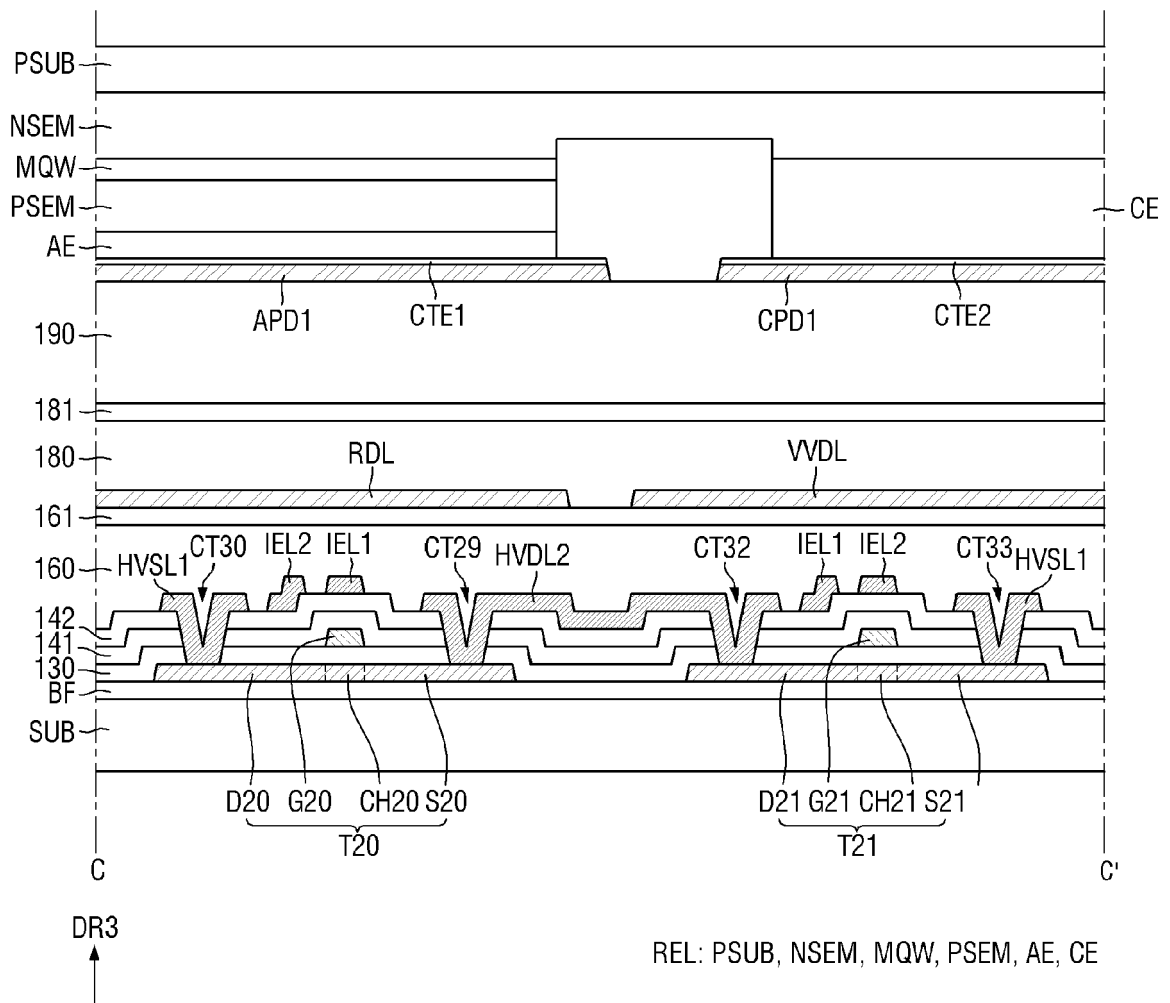 PSUB
NSEM
MQW
PSEM
AE
CE
APD1 CTE1 CPD1 CTE2
190
181
180
RDL VVDL
161
160
HVSL1 CT30 IEL2 IEL1 CT29 HVDL2 CT32 IEL1 IEL2 CT33 HVSL1
142
141
130
BF
SUB
D20 G20 CH20 S20 D21 G21 CH21 S21
T20 T21
C C'
DR3
REL: PSUB, NSEM, MQW, PSEM, AE, CE